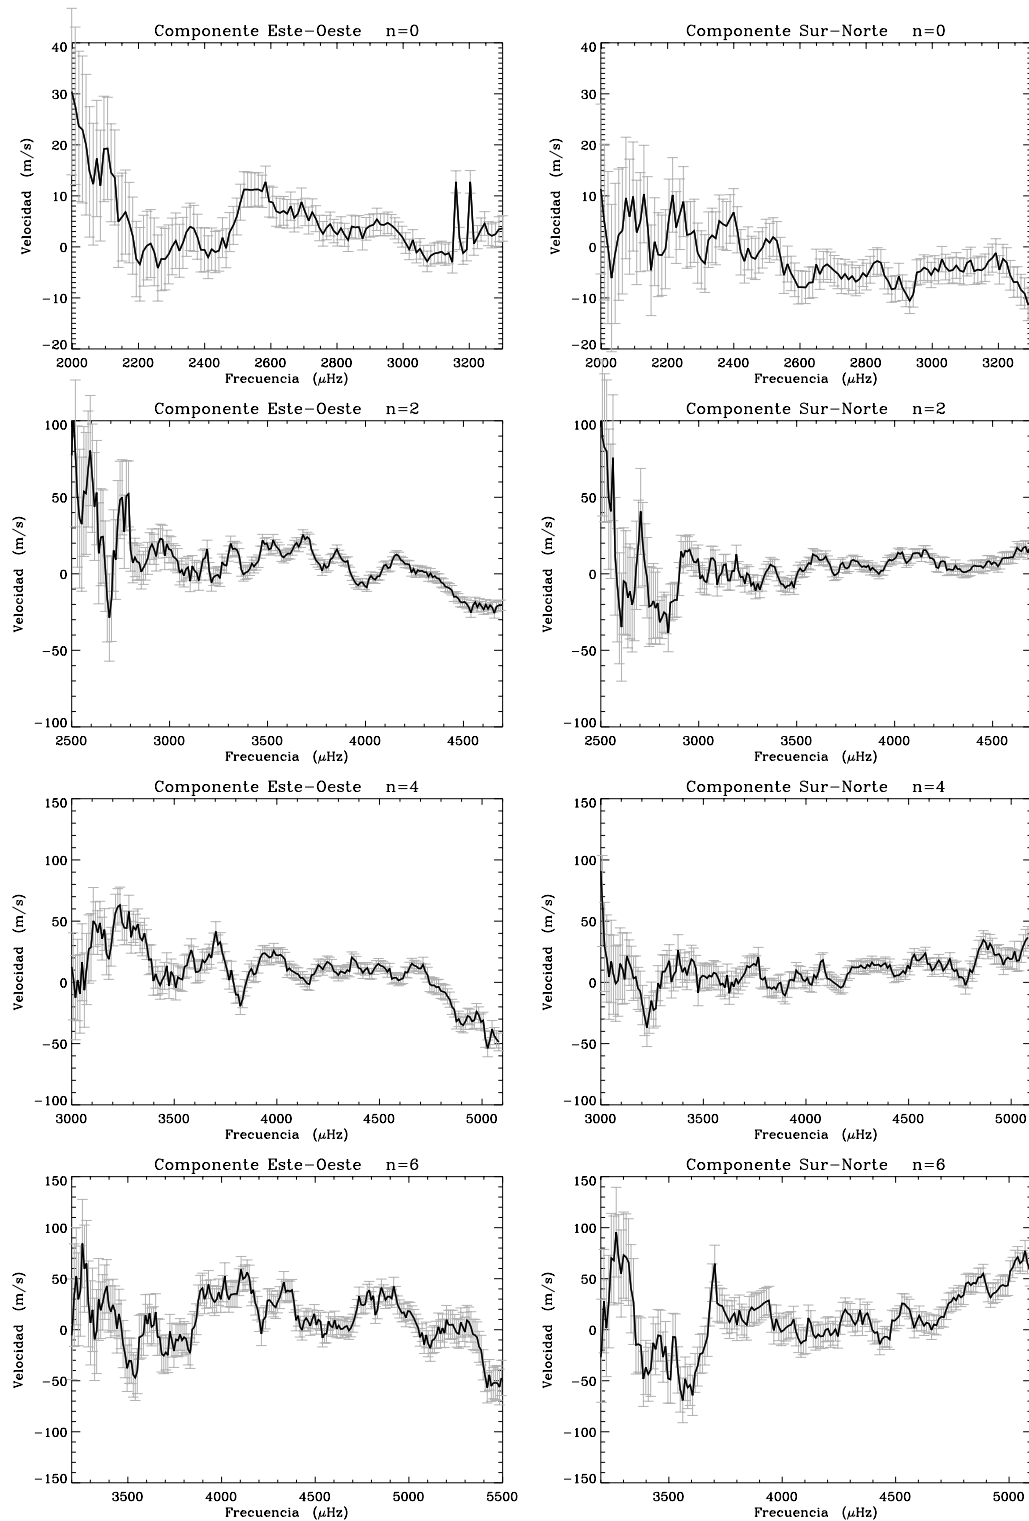 Componente Este-Oeste n=0
40
30
20
10
0
-10
-20
Velocidad (m/s)
2000 2200 2400 2600 2800 3000 3200
Frecuencia (μHz)
Componente Sur-Norte n=0
40
30
20
10
0
-10
-20
Velocidad (m/s)
2000 2200 2400 2600 2800 3000 3200
Frecuencia (μHz)
Componente Este-Oeste n=2
100
50
0
-50
-100
Velocidad (m/s)
2500 3000 3500 4000 4500
Frecuencia (μHz)
Componente Sur-Norte n=2
100
50
0
-50
-100
Velocidad (m/s)
2500 3000 3500 4000 4500
Frecuencia (μHz)
Componente Este-Oeste n=4
150
100
50
0
-50
-100
Velocidad (m/s)
3000 3500 4000 4500 5000
Frecuencia (μHz)
Componente Sur-Norte n=4
150
100
50
0
-50
-100
Velocidad (m/s)
3000 3500 4000 4500 5000
Frecuencia (μHz)
Componente Este-Oeste n=6
150
100
50
0
-50
-100
-150
Velocidad (m/s)
3500 4000 4500 5000 5500
Frecuencia (μHz)
Componente Sur-Norte n=6
150
100
50
0
-50
-100
-150
Velocidad (m/s)
3500 4000 4500 5000
Frecuencia (μHz)